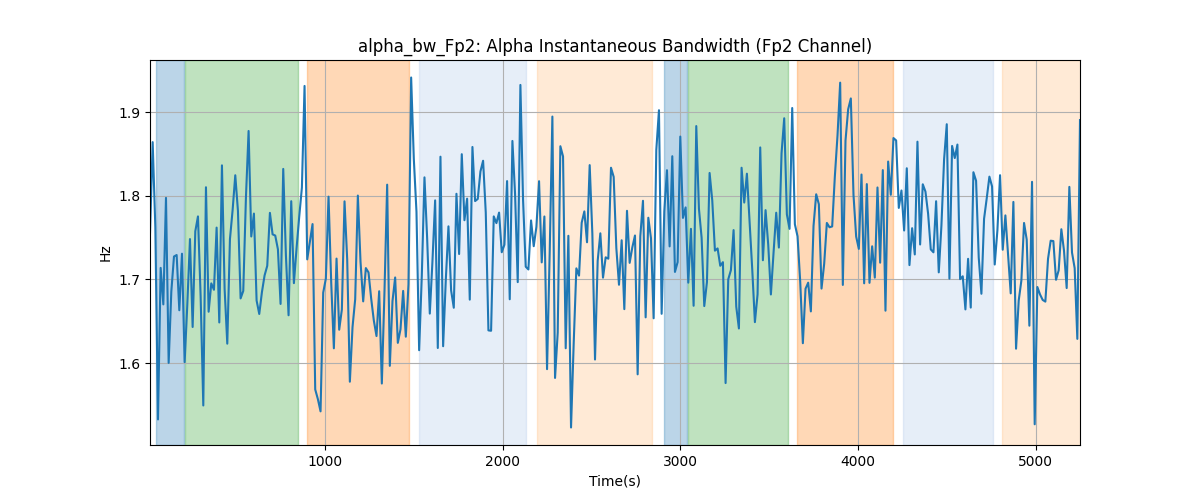 alpha_bw_Fp2: Alpha Instantaneous Bandwidth (Fp2 Channel)
1.9
1.8
1.7
1.6
Hz
1000 2000 3000 4000 5000
Time(s)